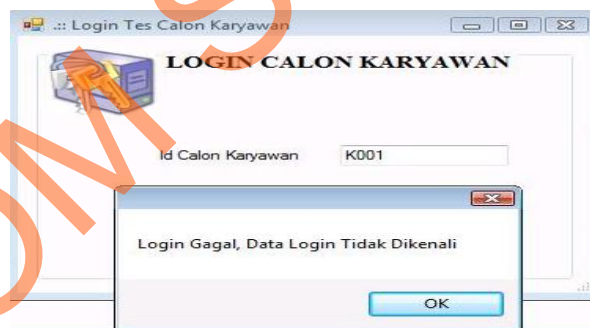 .:: Login Tes Calon Karyawan
LOGIN CALON KARYAWAN
Id Calon Karyawan K001
Login Gagal, Data Login Tidak Dikenali
OK